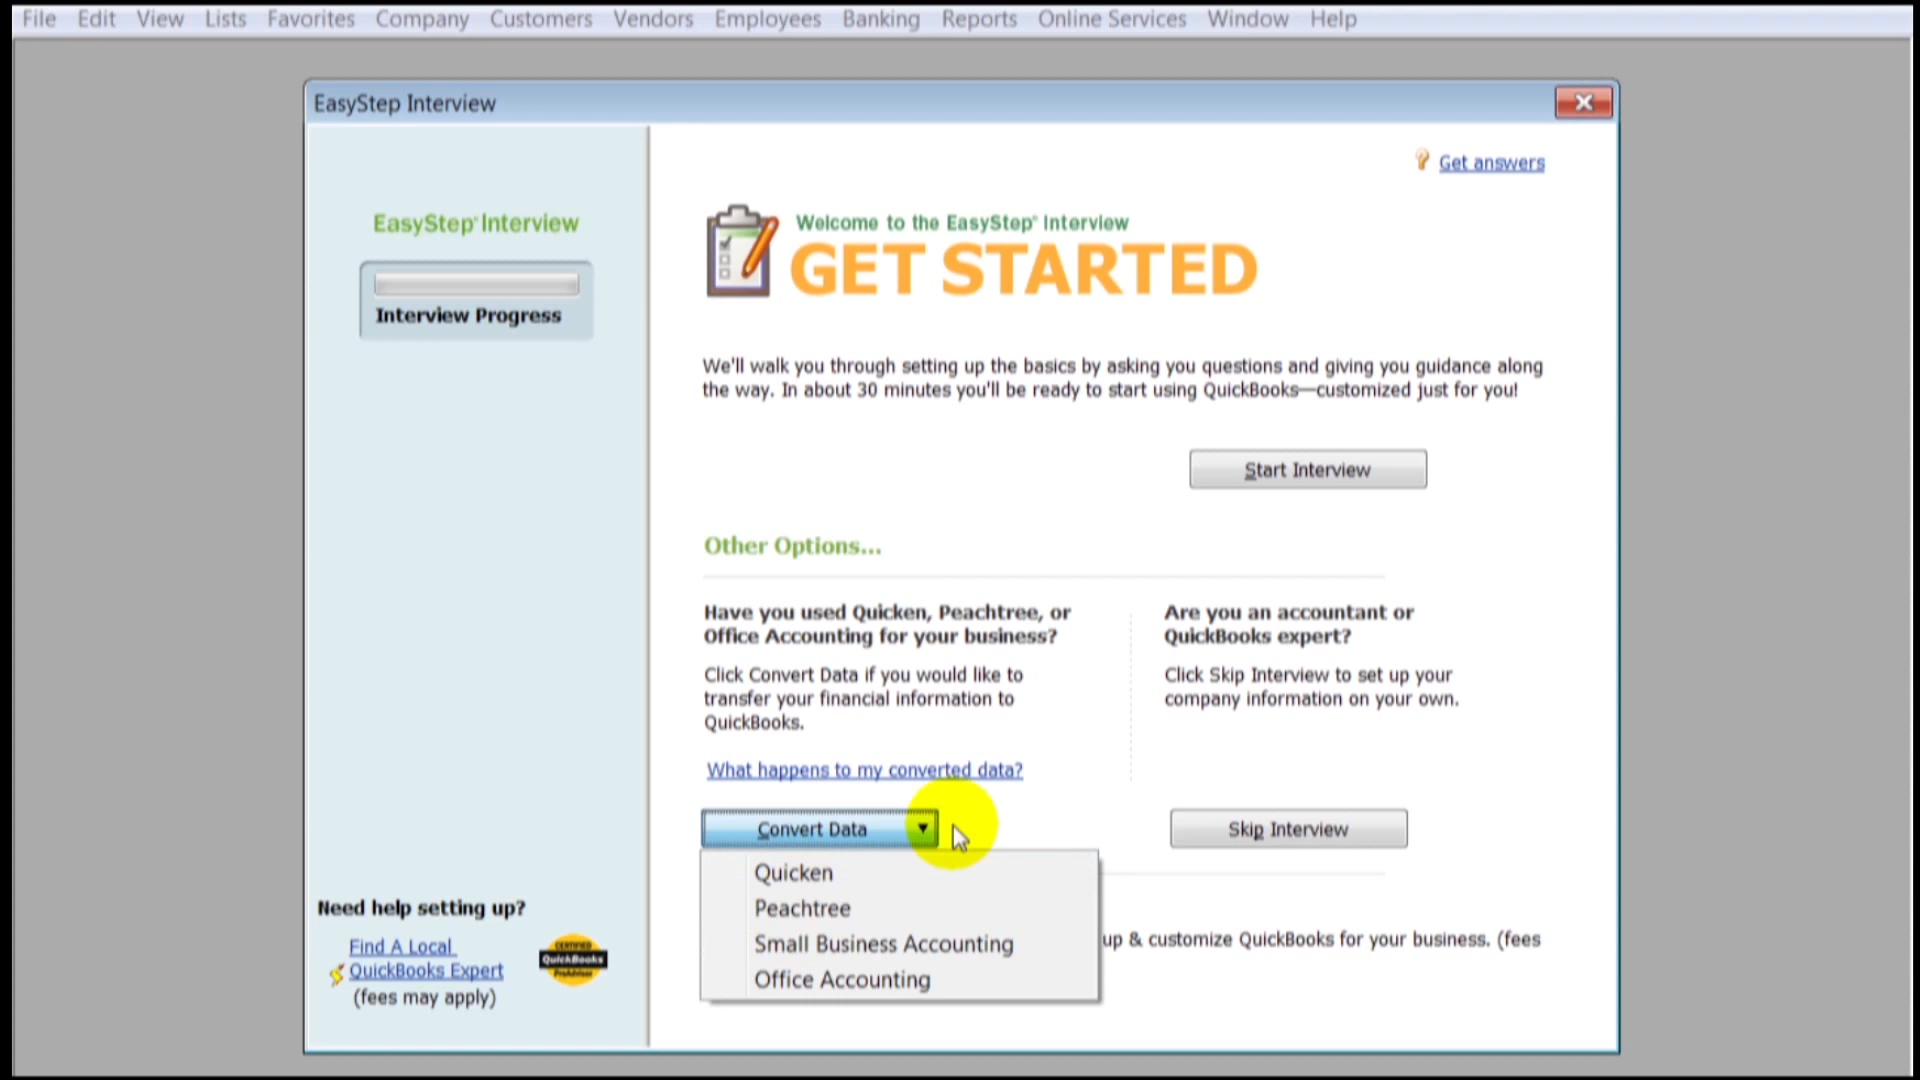 File Edit View Lists Favorites Company Customers Vendors Employees Banking Reports Online Services Window Help
EasyStep Interview
Get answers
EasyStep Interview
Interview Progress
Welcome to the EasyStep Interview
GET STARTED
We'll walk you through setting up the basics by asking you questions and giving you guidance along
the way. In about 30 minutes you'll be ready to start using QuickBooks—customized just for you!
Start Interview
Other Options...
Have you used Quicken, Peachtree, or
Office Accounting for your business?
Click Convert Data if you would like to
transfer your financial information to
QuickBooks.
What happens to my converted data?
Convert Data
Quicken
Peachtree
Small Business Accounting
Office Accounting
Are you an accountant or
QuickBooks expert?
Click Skip Interview to set up your
company information on your own.
Skip Interview
up & customize QuickBooks for your business. (fees
Need help setting up?
Find A Local
QuickBooks Expert
(fees may apply)
CERTIFIED
QuickBooks
ProAdvisor